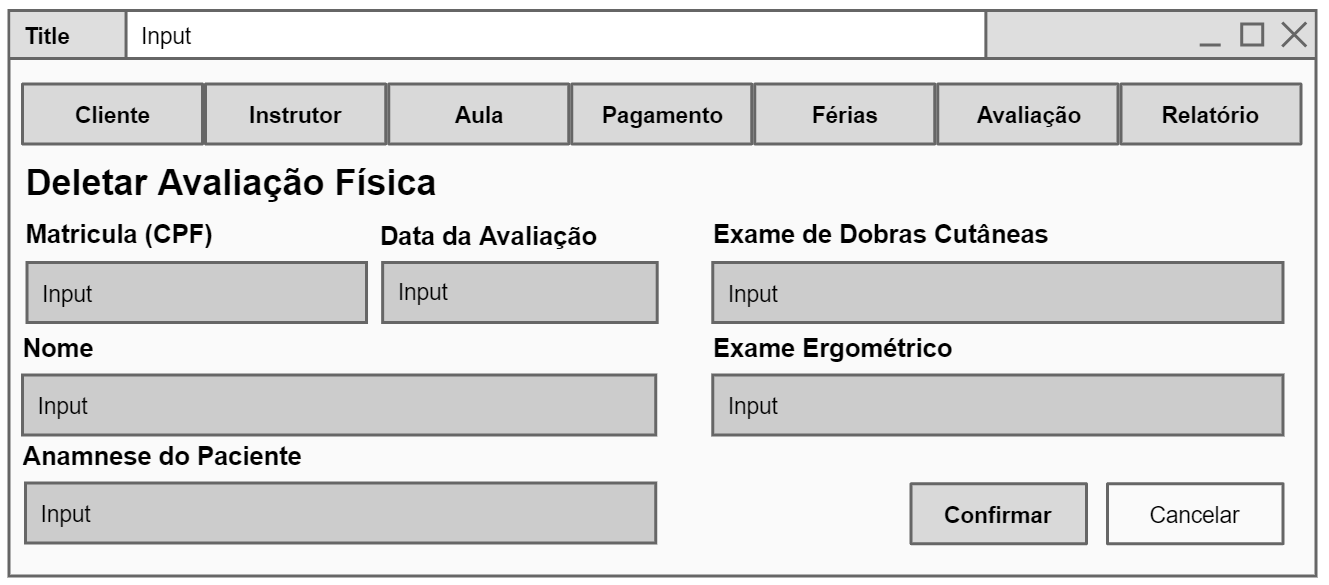 Title Input
Cliente Instrutor Aula Pagamento Férias Avaliação Relatório
Deletar Avaliação Física
Matricula (CPF) Data da Avaliação Exame de Dobras Cutâneas
Input Input Input
Nome Exame Ergométrico
Input Input
Anamnese do Paciente
Input Confirmar Cancelar